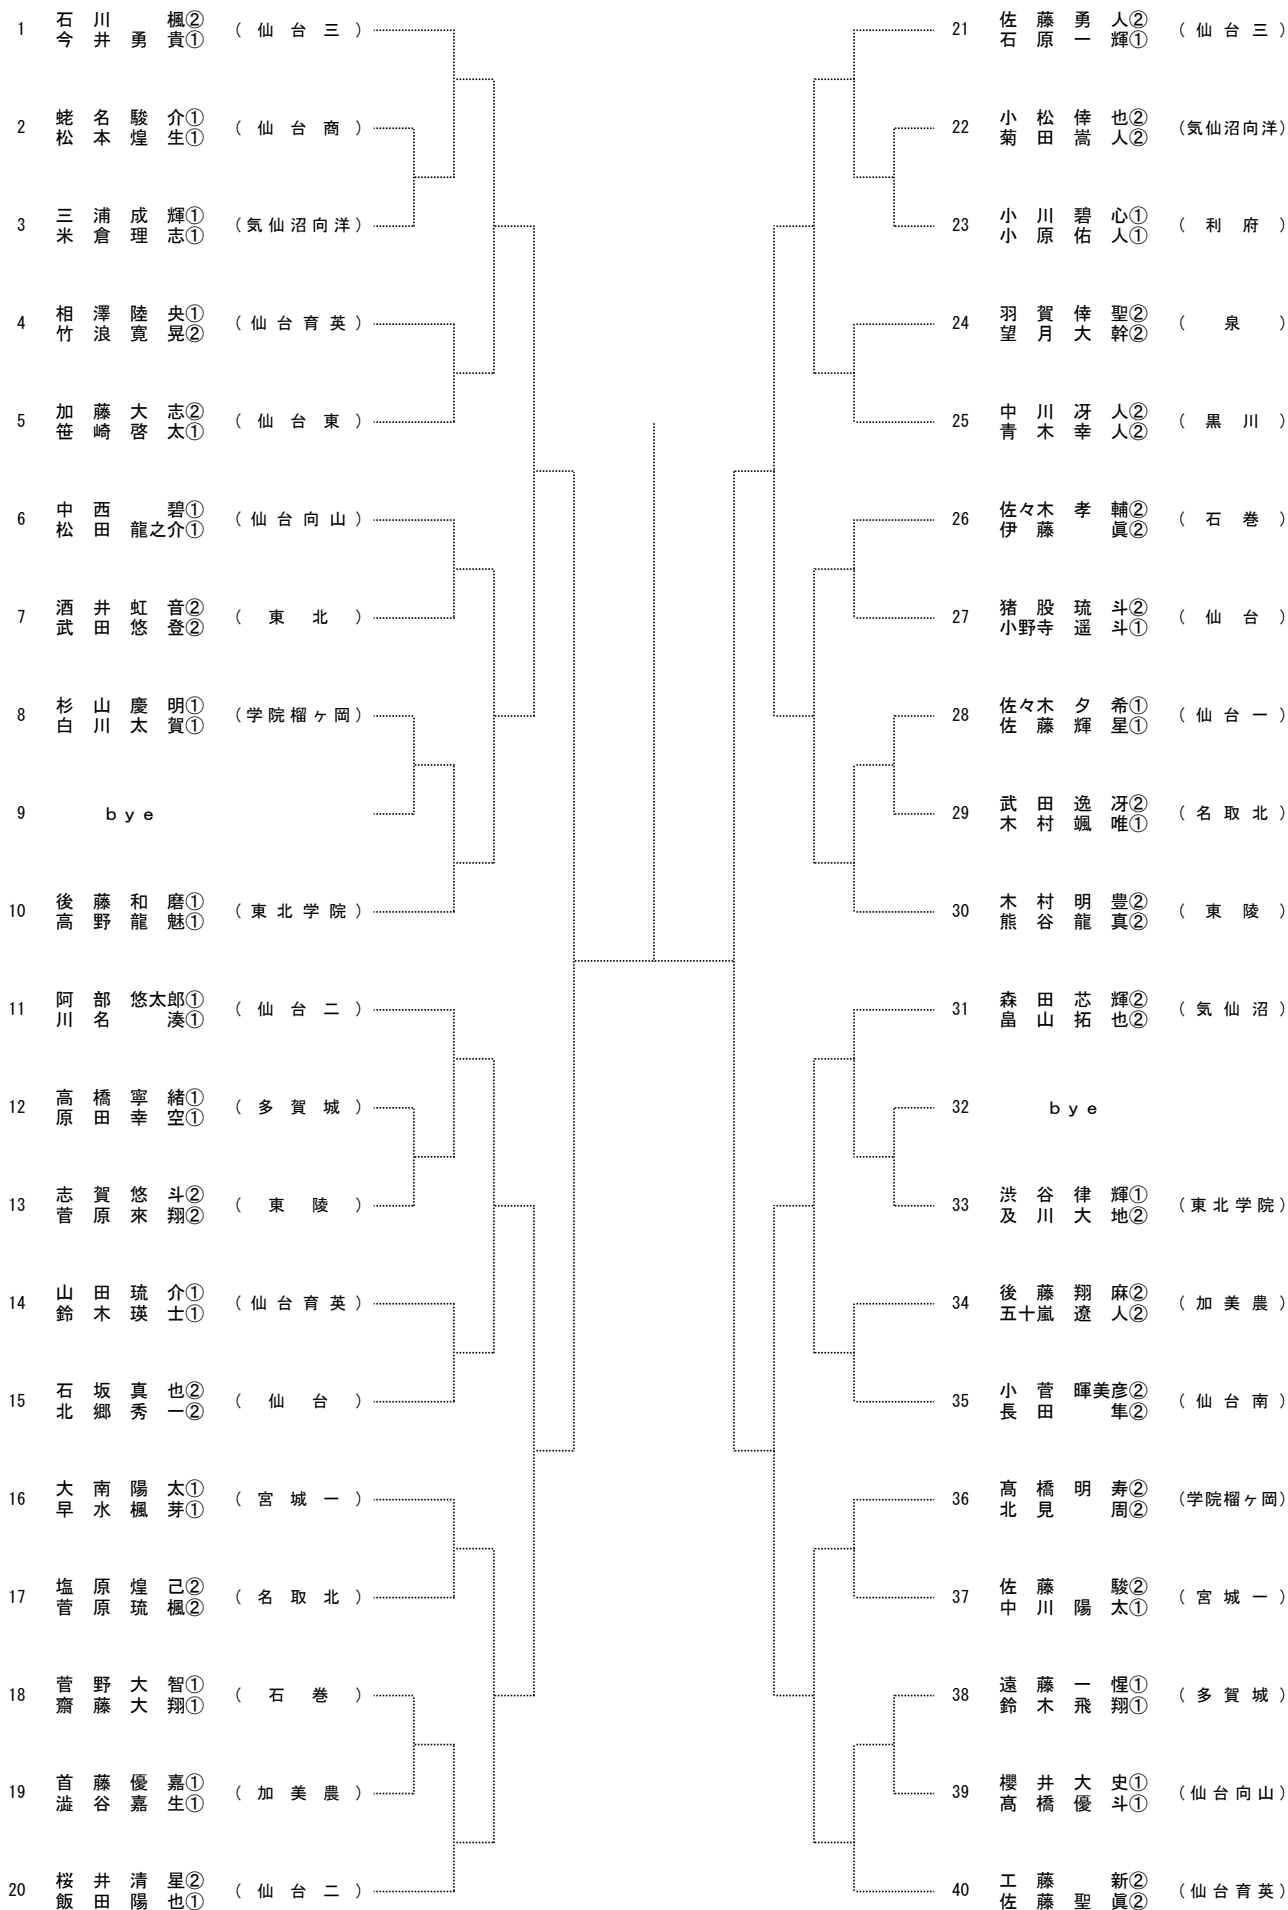 1 石川 楓② (仙台三)
今井勇貴①
2 蛯名駿介① (仙台商)
松本煌生①
3 三浦成輝① (気仙沼向洋)
米倉理志①
4 相澤陸央① (仙台育英)
竹浪寛晃②
5 加藤大志② (仙台東)
笹崎啓太①
6 中西 碧① (仙台向山)
松田龍之介①
7 酒井虹音② (東北)
武田悠登②
8 杉山慶明① (学院榴ヶ岡)
白川太賀①
9 bye
10 後藤和磨① (東北学院)
高野龍魅①
11 阿部悠太郎① (仙台二)
川名 湊①
12 高橋寧緒① (多賀城)
原田幸空①
13 志賀悠斗② (東陵)
菅原來翔②
14 山田琉介① (仙台育英)
鈴木瑛士①
15 石坂真也② (仙台)
北郷秀一②
16 大南陽太① (宮城一)
早水楓芽①
17 塩原煌己② (名取北)
菅原琉楓②
18 菅野大智① (石巻)
齋藤大翔①
19 首藤優嘉① (加美農)
澁谷嘉生①
20 桜井清星② (仙台二)
飯田陽也①
21 佐藤勇人② (仙台三)
石原一輝①
22 小松倖也② (気仙沼向洋)
菊田嵩人②
23 小川碧心① (利府)
小原佑人①
24 羽賀倖聖② (泉)
望月大幹②
25 中川冴人② (黒川)
青木幸人②
26 佐々木孝輔② (石巻)
伊藤 眞②
27 猪股琉斗② (仙台)
小野寺遥斗①
28 佐々木夕希① (仙台一)
佐藤輝星①
29 武田逸冴② (名取北)
木村颯唯①
30 木村明豊② (東陵)
熊谷龍真②
31 森田芯輝② (気仙沼)
畠山拓也②
32 bye
33 渋谷律輝① (東北学院)
及川大地②
34 後藤翔麻② (加美農)
五十嵐遼人②
35 小菅暉美彦② (仙台南)
長田 隼②
36 髙橋明寿② (学院榴ヶ岡)
北見 周②
37 佐藤 駿② (宮城一)
中川陽太①
38 遠藤一惺① (多賀城)
鈴木飛翔①
39 櫻井大史① (仙台向山)
髙橋優斗①
40 工藤 新② (仙台育英)
佐藤聖眞②